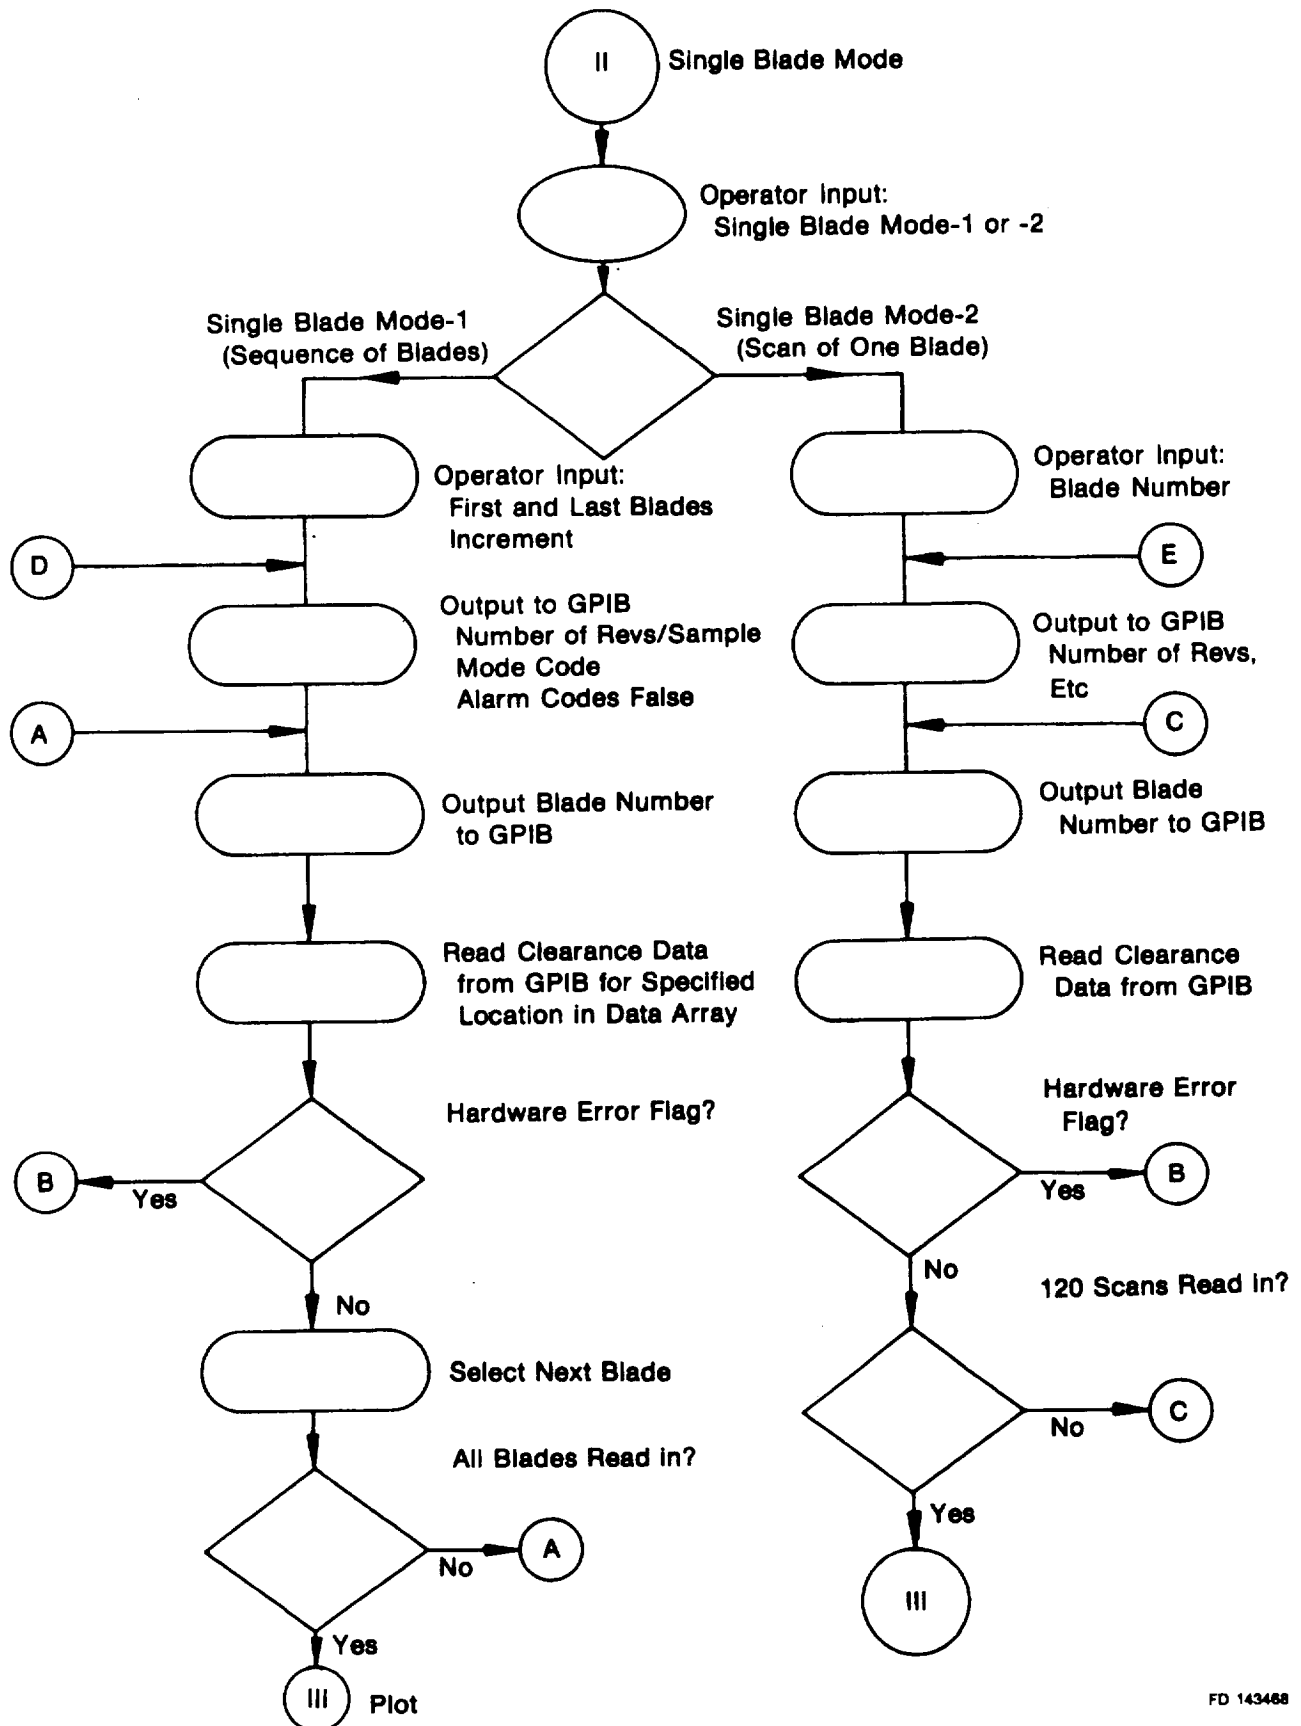 II
Single Blade Mode
Operator Input:
Single Blade Mode-1 or -2
Single Blade Mode-1
(Sequence of Blades)
Single Blade Mode-2
(Scan of One Blade)
Operator Input:
First and Last Blades
Increment
Operator Input:
Blade Number
D
E
Output to GPIB
Number of Revs/Sample
Mode Code
Alarm Codes False
Output to GPIB
Number of Revs,
Etc
A
C
Output Blade Number
to GPIB
Output Blade
Number to GPIB
Read Clearance Data
from GPIB for Specified
Location in Data Array
Read Clearance
Data from GPIB
Hardware Error Flag?
Hardware Error
Flag?
B
Yes
Yes
B
No
No
120 Scans Read in?
Select Next Blade
No
C
All Blades Read in?
No
A
Yes
III
Yes
III
Plot
FD 143468